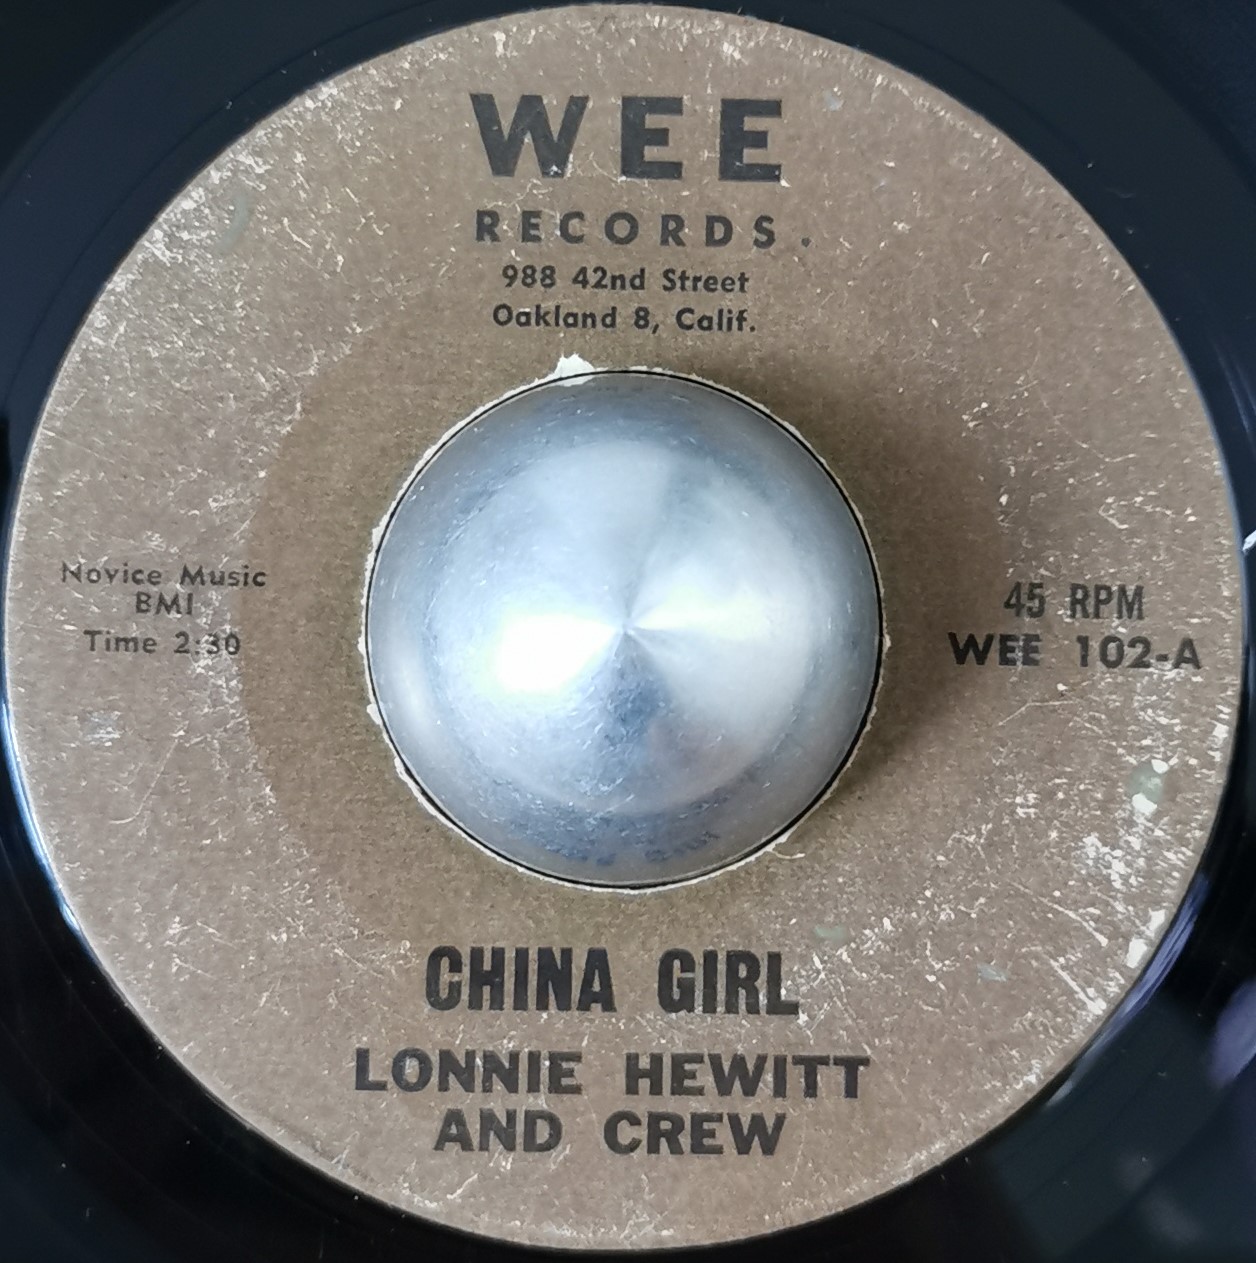 WEE
RECORDS.
988 42nd Street
Oakland 8, Calif.
Novice Music
BMI
Time 2:30
45 RPM
WEE 102-A
CHINA GIRL
LONNIE HEWITT
AND CREW